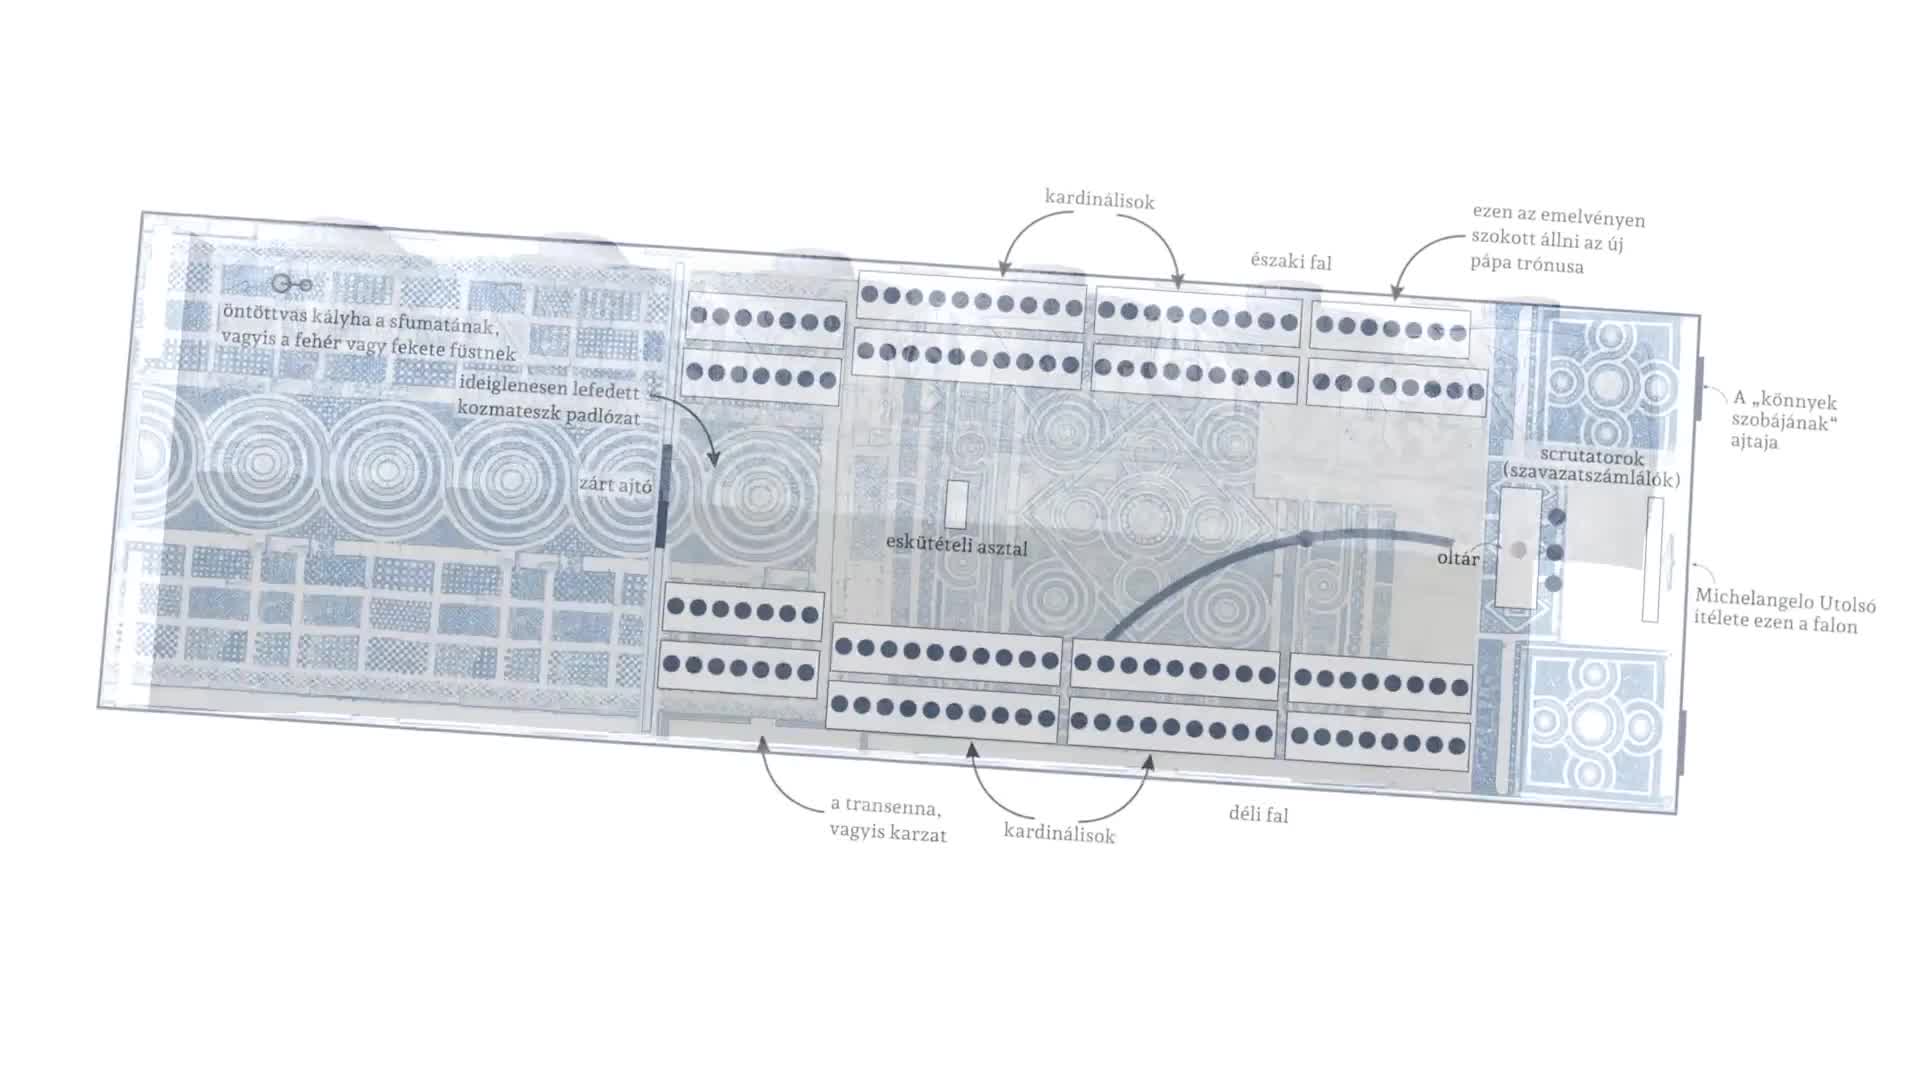 kardinálisok
ezen az emelvényen
szokott állni az új
pápa trónusa
északi fal
öntöttvas kályha a sfumatának,
vagyis a fehér vagy fekete füstnek
ideiglenesen lefedett
kozmateszk padlózat
zárt ajtó
eskütételi asztal
oltár
scrutatorok
(szavazatszámlálók)
A „könnyek
szobájának“
ajtaja
Michelangelo Utolsó
ítélete ezen a falon
a transenna,
vagyis karzat
kardinálisok
déli fal